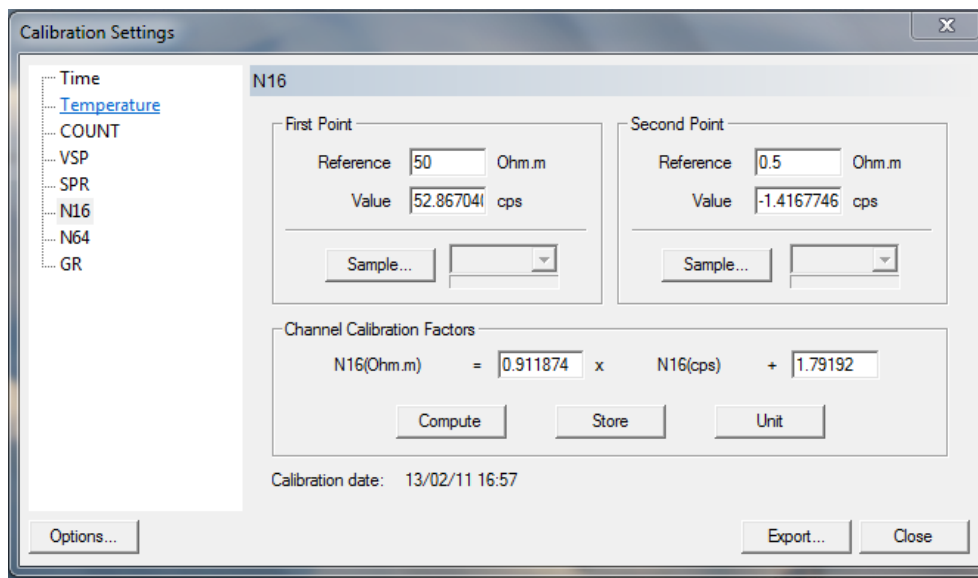 Calibration Settings
Time
Temperature
COUNT
VSP
SPR
N16
N64
GR
N16
First Point
Reference 50 Ohm.m
Value 52.867040 cps
Sample...
Second Point
Reference 0.5 Ohm.m
Value -1.4167746 cps
Sample...
Channel Calibration Factors
N16(Ohm.m) = 0.911874 x N16(cps) + 1.79192
Compute Store Unit
Calibration date: 13/02/11 16:57
Options... Export... Close